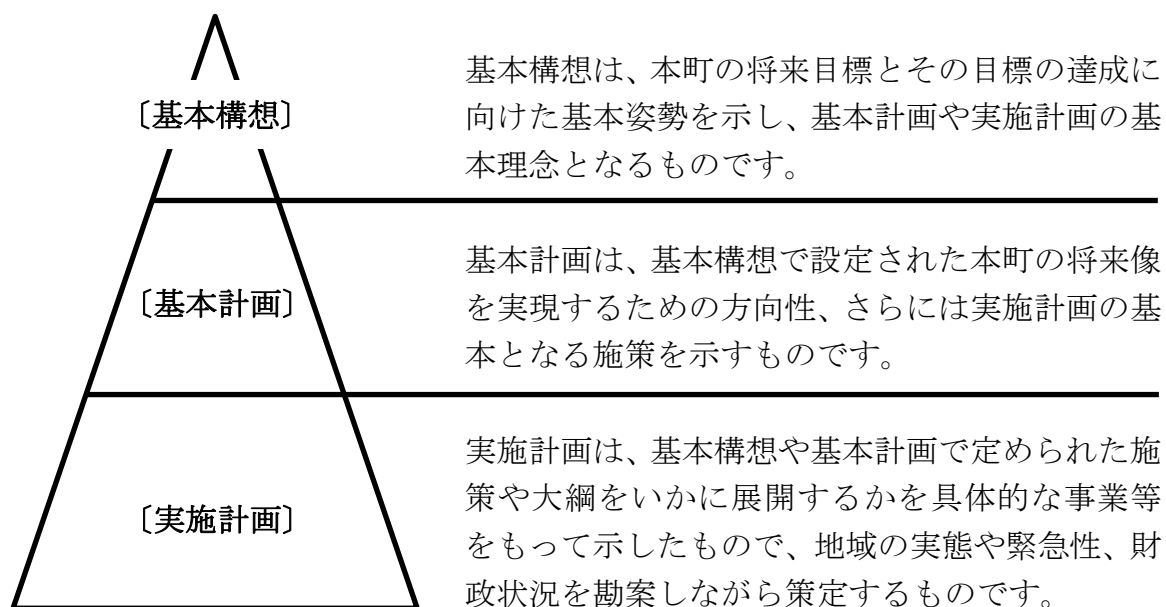 〔基本構想〕
基本構想は、本町の将来目標とその目標の達成に
向けた基本姿勢を示し、基本計画や実施計画の基
本理念となるものです。
〔基本計画〕
基本計画は、基本構想で設定された本町の将来像
を実現するための方向性、さらには実施計画の基
本となる施策を示すものです。
〔実施計画〕
実施計画は、基本構想や基本計画で定められた施
策や大綱をいかに展開するかを具体的な事業等
をもって示したもので、地域の実態や緊急性、財
政状況を勘案しながら策定するものです。